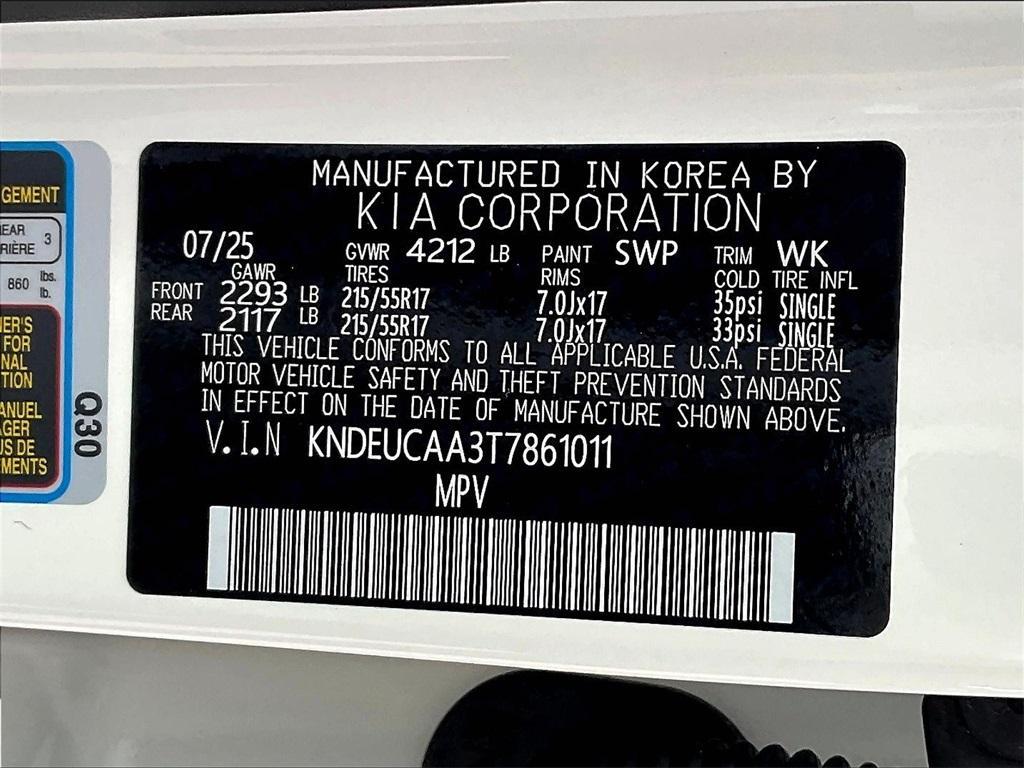 MANUFACTURED IN KOREA BY
KIA CORPORATION
07/25 GVWR 4212 LB PAINT SWP TRIM WK
GAWR TIRES RIMS COLD TIRE INFL
FRONT 2293 LB 215/55R17 7.0Jx17 35psi SINGLE
REAR 2117 LB 215/55R17 7.0Jx17 33psi SINGLE
THIS VEHICLE CONFORMS TO ALL APPLICABLE U.S.A. FEDERAL
MOTOR VEHICLE SAFETY AND THEFT PREVENTION STANDARDS
IN EFFECT ON THE DATE OF MANUFACTURE SHOWN ABOVE.
V.I.N KNDEUCAA3T7861011
MPV
GEMENT
EAR
RIÈRE 3
860 lbs.
lb.
NER'S
FOR
NAL
TION
ANUEL
AGER
US DE
EMENTS
Q30